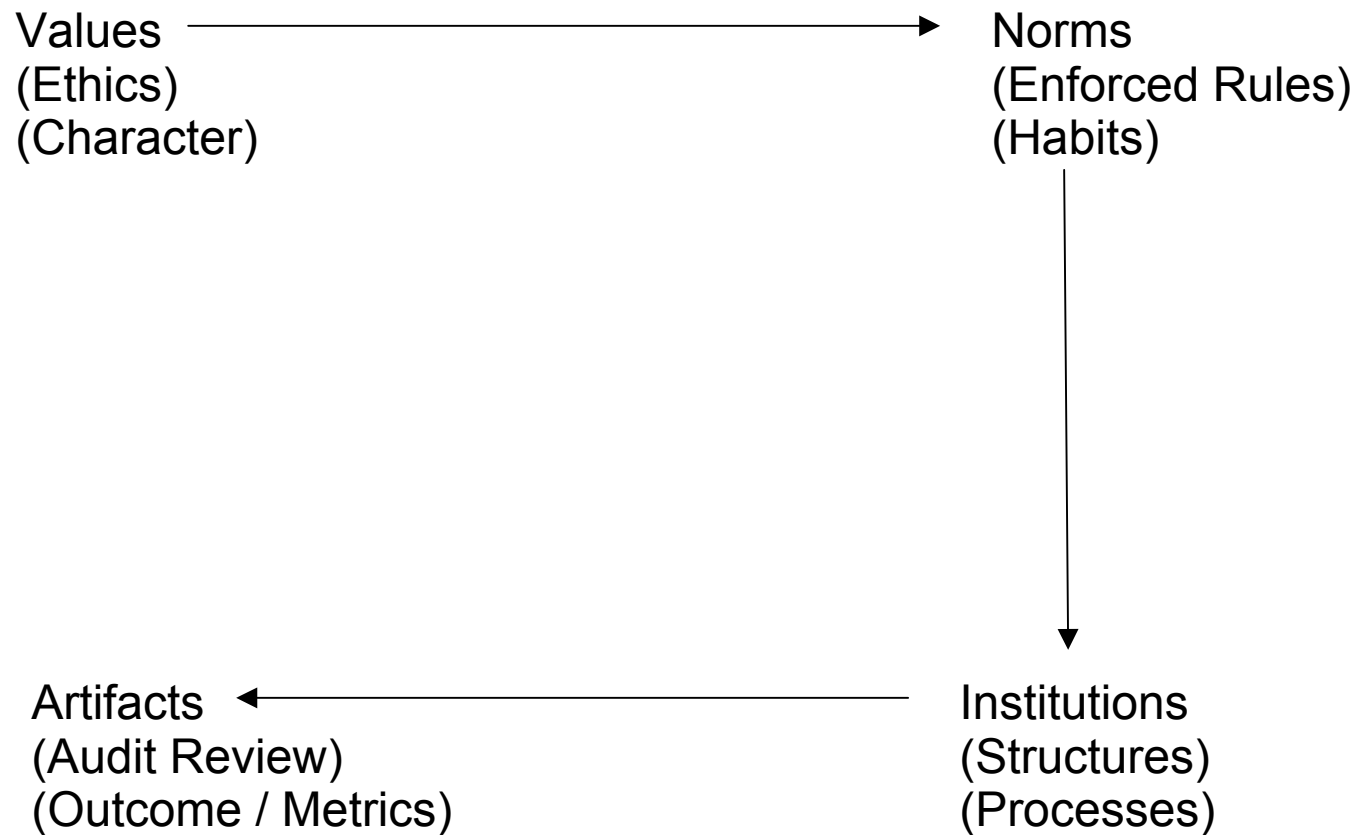 Values
(Ethics)
(Character)
Norms
(Enforced Rules)
(Habits)
Artifacts
(Audit Review)
(Outcome / Metrics)
Institutions
(Structures)
(Processes)